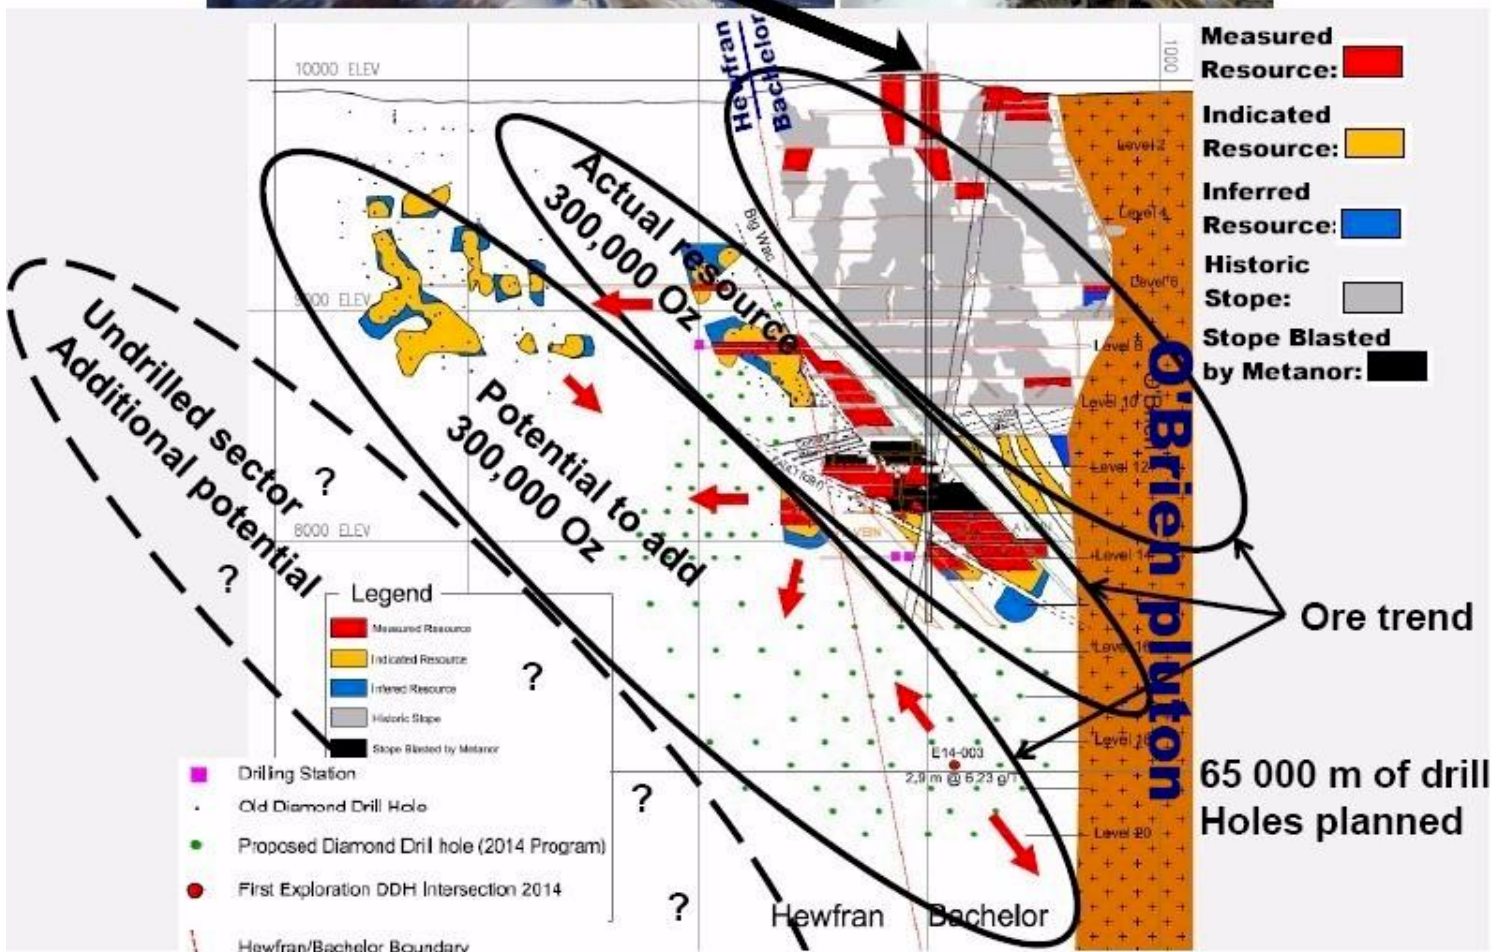 10000 ELEV
Hewfran
Bachelor
1000
Measured
Resource:
Indicated
Resource:
Inferred
Resource:
Historic
Stope:
Stope Blasted
by Metanor:
Level 2
Level 4
Level 6
Level 8
Level 10
Level 12
Level 14
Level 16
Level 18
Level 20
Big Wac
Actual resource
300,000 Oz
9000 ELEV
Undrilled sector
Additional potential
Potential to add
300,000 Oz
?
?
?
?
?
8000 ELEV
VEIN
A VEIN
O'Brien pluton
Ore trend
E14-003
2,9 m @ 6,23 g/T
65 000 m of drill
Holes planned
Legend
Measured Resource
Indicated Resource
Infered Resource
Historic Stope
Stope Blasted by Metanor
Drilling Station
Old Diamond Drill Hole
Proposed Diamond Drill hole (2014 Program)
First Exploration DDH Intersection 2014
Hewfran/Bachelor Boundary
Hewfran
Bachelor